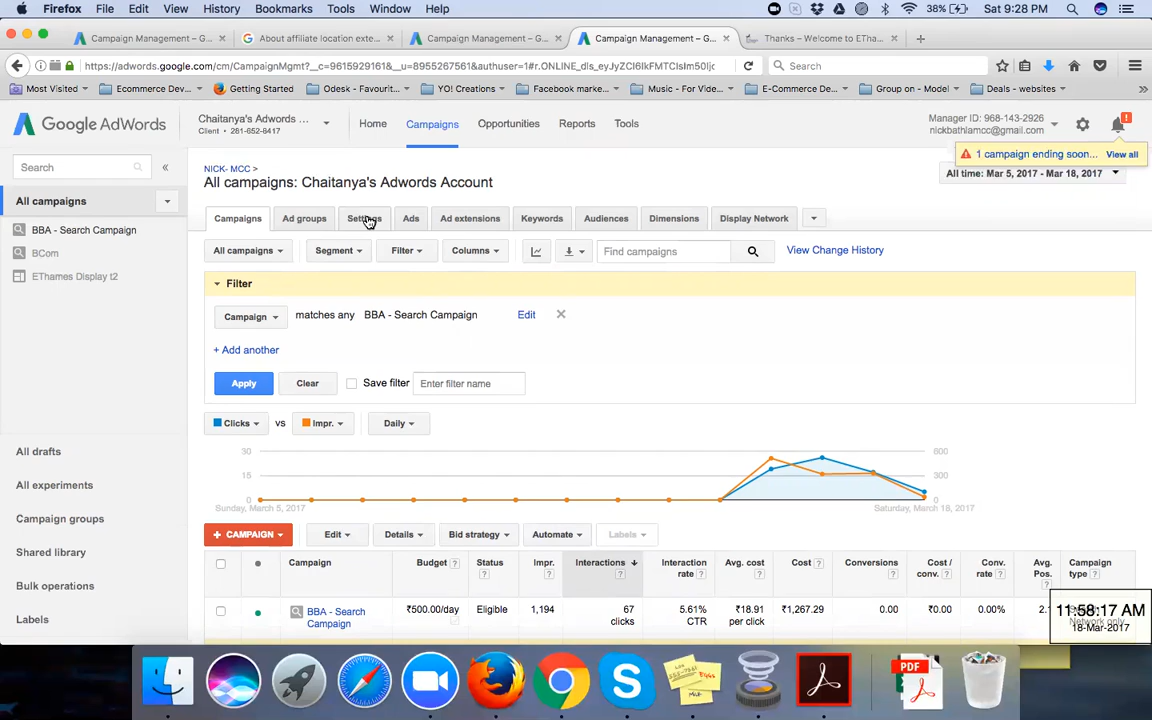 Firefox File Edit View History Bookmarks Tools Window Help 38% Sat 9:28 PM
Campaign Management – G... × About affiliate location exte... × Campaign Management – G... × Campaign Management – G... × Thanks – Welcome to ETha... × +
https://adwords.google.com/cm/CampaignMgmt?__c=9615929161&__u=8955267561&authuser=1#r.ONLINE_dls_eyJyZCI6IkFMTCIsIm50Ijc Search
Most Visited Ecommerce Dev... Getting Started Odesk - Favourit... YO! Creations Facebook marke... Music - For Vide... E-Commerce De... Group on - Model Deals - websites
Google AdWords
Chaitanya's Adwords ...
Client • 281-652-8417
Home Campaigns Opportunities Reports Tools
Manager ID: 968-143-2926
nickbathlamcc@gmail.com
1 campaign ending soon... View all
Search
NICK- MCC >
All campaigns: Chaitanya's Adwords Account
All time: Mar 5, 2017 - Mar 18, 2017
All campaigns
BBA - Search Campaign
BCom
EThames Display t2
Campaigns Ad groups Settings Ads Ad extensions Keywords Audiences Dimensions Display Network
All campaigns Segment Filter Columns Find campaigns View Change History
Filter
Campaign matches any BBA - Search Campaign Edit
+ Add another
Apply Clear Save filter Enter filter name
Clicks vs Impr. Daily
30 600
15 300
0 0
Sunday, March 5, 2017 Saturday, March 18, 2017
All drafts
All experiments
Campaign groups
Shared library
Bulk operations
Labels
+ CAMPAIGN Edit Details Bid strategy Automate Labels
Campaign Budget ? Status ? Impr. ? Interactions ? Interaction rate ? Avg. cost ? Cost ? Conversions ? Cost / conv. ? Conv. rate ? Avg. Pos. ? Campaign type ?
BBA - Search Campaign ₹500.00/day Eligible 1,194 67 clicks 5.61% CTR ₹18.91 per click ₹1,267.29 0.00 ₹0.00 0.00%
Network only
11:58:17 AM
18-Mar-2017
PDF